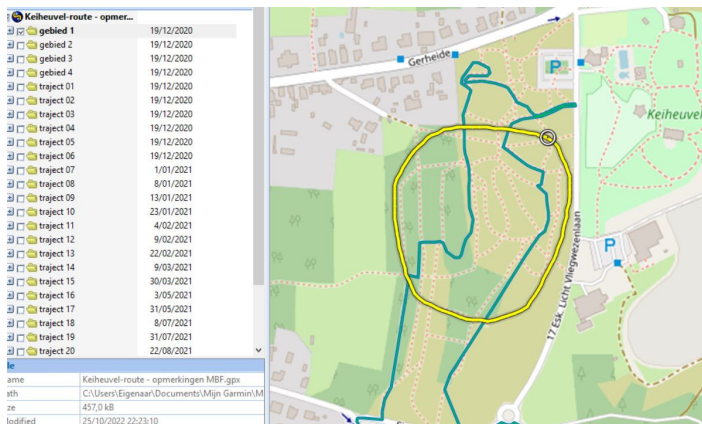 Keiheuvel-route - opmer...
gebied 1 19/12/2020
gebied 2 19/12/2020
gebied 3 19/12/2020
gebied 4 19/12/2020
traject 01 19/12/2020
traject 02 19/12/2020
traject 03 19/12/2020
traject 04 19/12/2020
traject 05 19/12/2020
traject 06 19/12/2020
traject 07 1/01/2021
traject 08 8/01/2021
traject 09 13/01/2021
traject 10 23/01/2021
traject 11 4/02/2021
traject 12 9/02/2021
traject 13 22/02/2021
traject 14 9/03/2021
traject 15 30/03/2021
traject 16 3/05/2021
traject 17 31/05/2021
traject 18 8/07/2021
traject 19 31/07/2021
traject 20 22/08/2021
le
ame Keiheuvel-route - opmerkingen MBF.gpx
ath C:\Users\Eigenaar\Documents\Mijn Garmin\M
ze 457,0 kB
lodified 25/10/2022 22:23:10
Gerheide
P
Keiheuvel
P
17 Esk. Licht Vliegwezenlaan